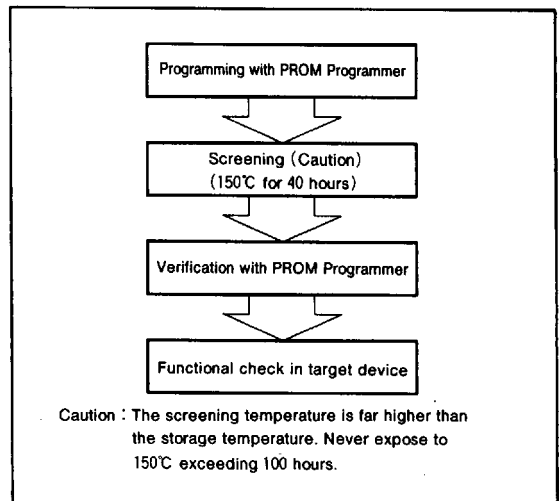 Programming with PROM Programmer
Screening (Caution)
(150℃ for 40 hours)
Verification with PROM Programmer
Functional check in target device
Caution : The screening temperature is far higher than
the storage temperature. Never expose to
150℃ exceeding 100 hours.